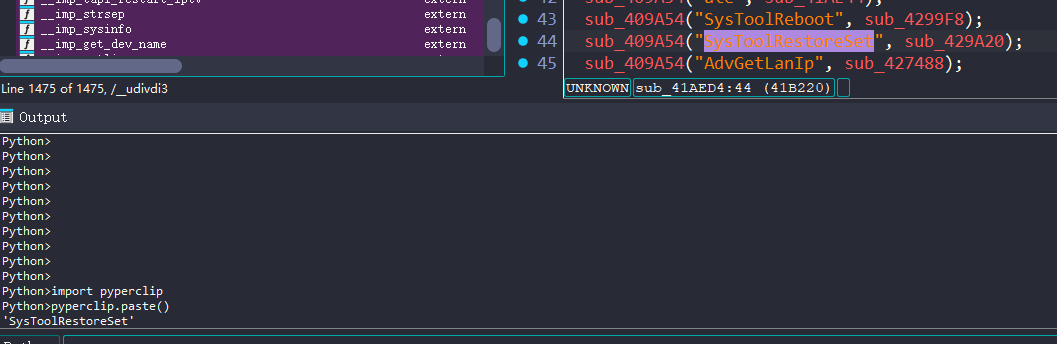 __imp_strsep extern
__imp_sysinfo extern
__imp_get_dev_name extern
Line 1475 of 1475, /__udivdi3
43 sub_409A54("SysToolReboot", sub_4299F8);
44 sub_409A54("SysToolRestoreSet", sub_429A20);
45 sub_409A54("AdvGetLanIp", sub_427488);
UNKNOWN sub_41AED4:44 (41B220)
Output
Python>
Python>
Python>
Python>
Python>
Python>
Python>
Python>
Python>
Python>
Python>import pyperclip
Python>pyperclip.paste()
'SysToolRestoreSet'